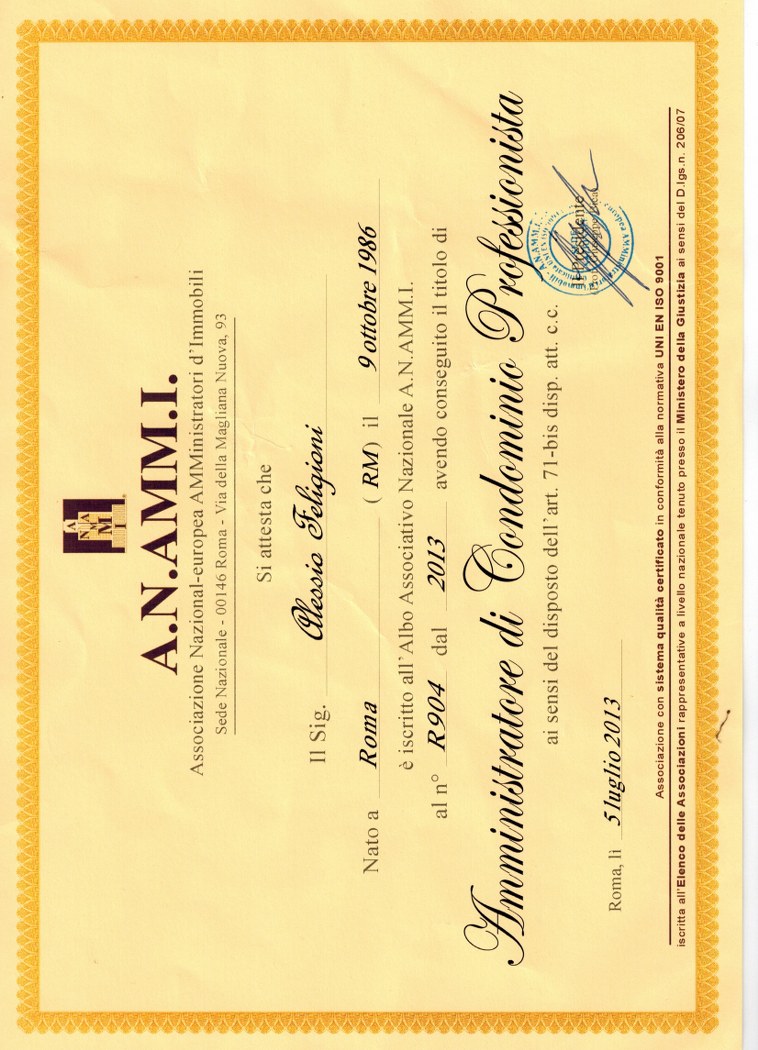 A.N.AMM.I.
Associazione Nazional-europea AMMinistratori d'Immobili
Sede Nazionale - 00146 Roma - Via della Magliana Nuova, 93
Si attesta che
Il Sig. Alessio Feligioni
Nato a Roma ( RM) il 9 ottobre 1986
è iscritto all'Albo Associativo Nazionale A.N.AMM.I.
al n° R904 dal 2013 avendo conseguito il titolo di
Amministratore di Condominio Professionista
ai sensi del disposto dell'art. 71-bis disp. att. c.c.
Il Presidente
Roma, lì 5 luglio 2013
Associazione con sistema qualità certificato in conformità alla normativa UNI EN ISO 9001
iscritta all'Elenco delle Associazioni rappresentative a livello nazionale tenuto presso il Ministero della Giustizia ai sensi del D.lgs.n. 206/07